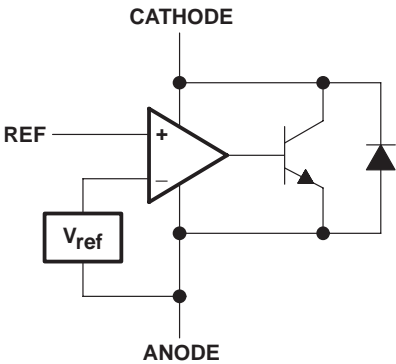 CATHODE
REF
+
−
Vref
ANODE